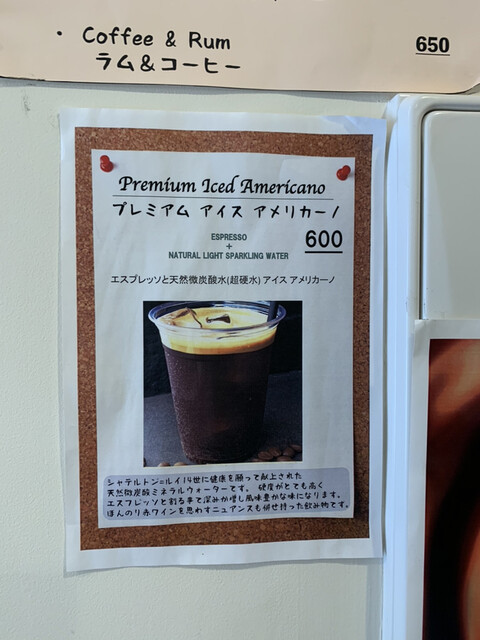 ・ Coffee & Rum 650
ラム&コーヒー
Premium Iced Americano
プレミアム アイス アメリカーノ
ESPRESSO
+
NATURAL LIGHT SPARKLING WATER
600
エスプレッソと天然微炭酸水(超硬水) アイス アメリカーノ
シャテルドン=ルイ14世に健康を願って献上された
天然微炭酸ミネラルウォーターです。 硬度がとても高く
エスプレッソと割る事で深みが増し風味豊かな味になります。
ほんのり赤ワインを思わすニュアンスも併せ持った飲み物です。